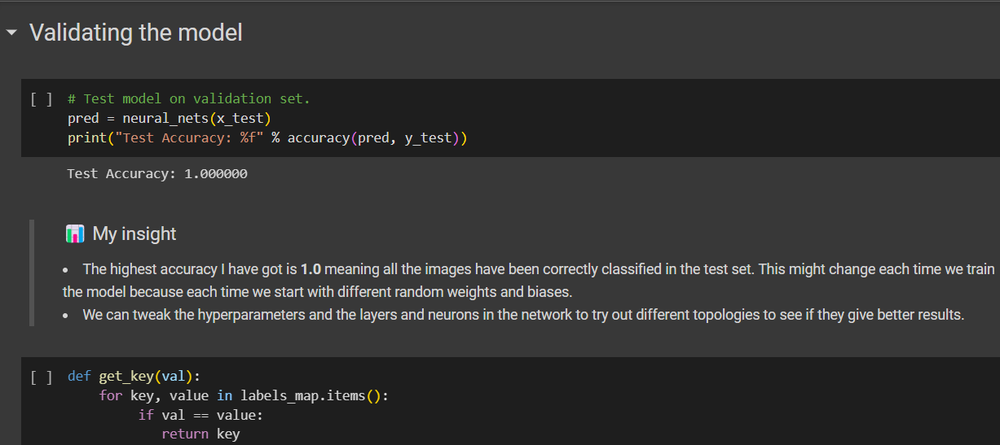 Validating the model
[ ] # Test model on validation set.
pred = neural_nets(x_test)
print("Test Accuracy: %f" % accuracy(pred, y_test))
Test Accuracy: 1.000000
📊 My insight
• The highest accuracy I have got is 1.0 meaning all the images have been correctly classified in the test set. This might change each time we train
the model because each time we start with different random weights and biases.
• We can tweak the hyperparameters and the layers and neurons in the network to try out different topologies to see if they give better results.
[ ] def get_key(val):
    for key, value in labels_map.items():
         if val == value:
            return key